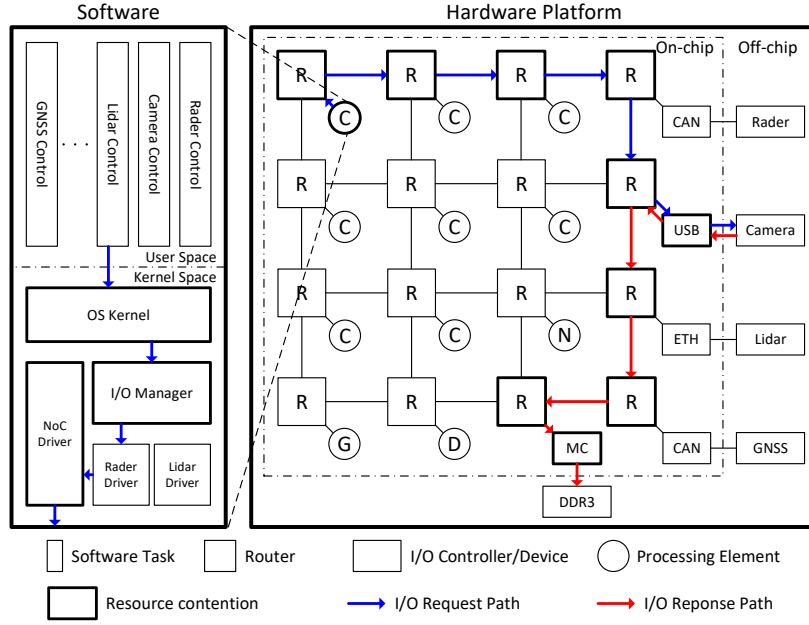 Software
Hardware Platform
GNSS Control
. . .
Lidar Control
Camera Control
Rader Control
User Space
Kernel Space
OS Kernel
I/O Manager
NoC
Driver
Rader
Driver
Lidar
Driver
On-chip
Off-chip
R R R R
C C C
CAN
Rader
R R R R
C C C
USB
Camera
R R R R
C C N
ETH
Lidar
R R R R
G D
MC
CAN
GNSS
DDR3
Software Task
Router
I/O Controller/Device
Processing Element
Resource contention
I/O Request Path
I/O Reponse Path